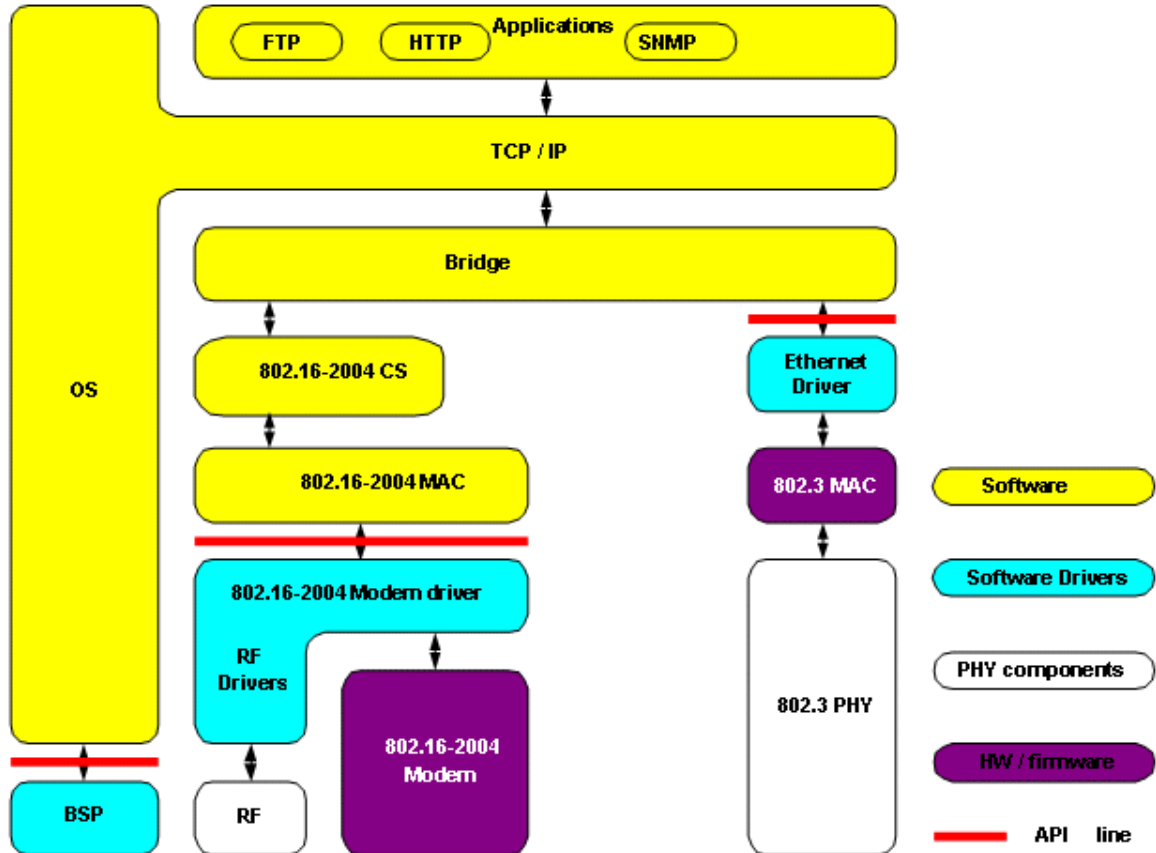 Applications
FTP
HTTP
SNMP
TCP / IP
Bridge
OS
802.16-2004 CS
Ethernet
Driver
802.16-2004 MAC
802.3 MAC
Software
802.16-2004 Modern driver
Software Drivers
RF
Drivers
PHY components
802.3 PHY
802.16-2004
Modern
HW / firmware
BSP
RF
API line